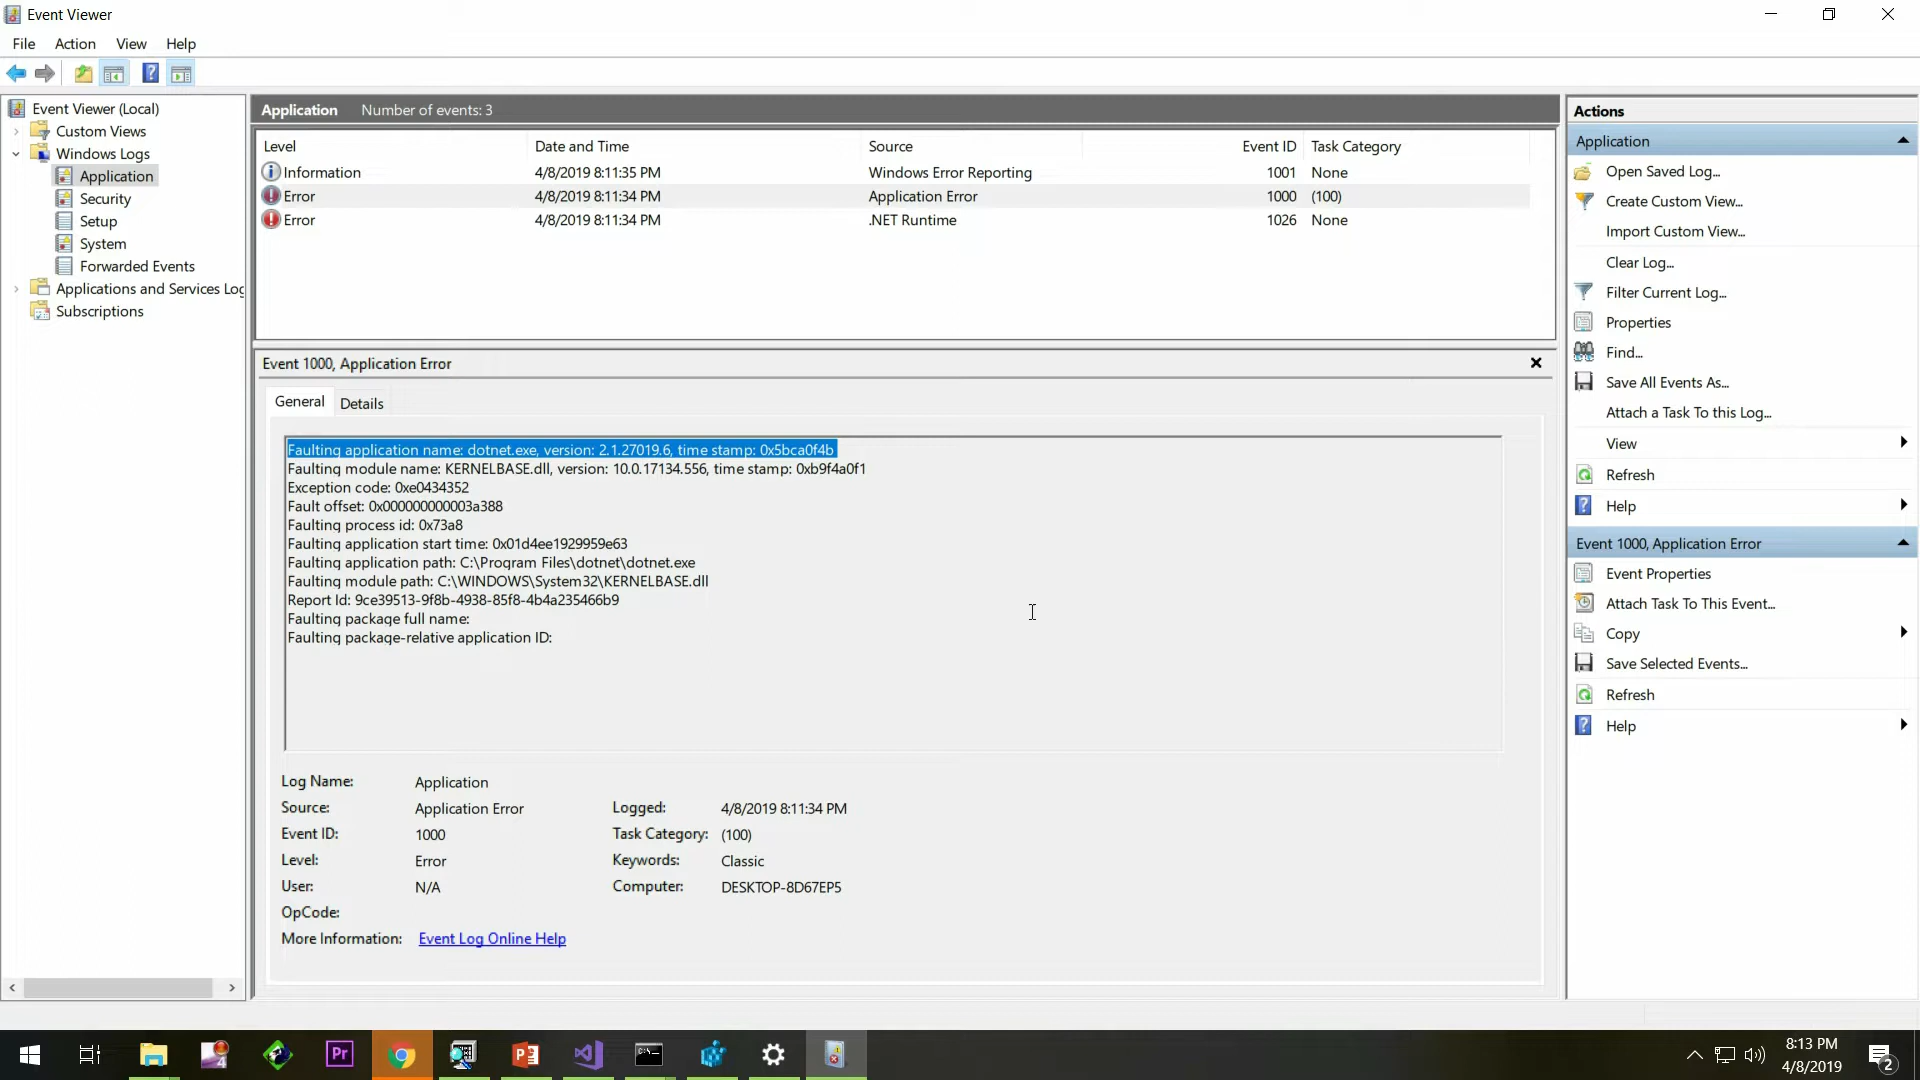 Event Viewer
File Action View Help
Event Viewer (Local)
Custom Views
Windows Logs
Application
Security
Setup
System
Forwarded Events
Applications and Services Log
Subscriptions
Application Number of events: 3
Level Date and Time Source Event ID Task Category
Information 4/8/2019 8:11:35 PM Windows Error Reporting 1001 None
Error 4/8/2019 8:11:34 PM Application Error 1000 (100)
Error 4/8/2019 8:11:34 PM .NET Runtime 1026 None
Event 1000, Application Error
General Details
Faulting application name: dotnet.exe, version: 2.1.27019.6, time stamp: 0x5bca0f4b
Faulting module name: KERNELBASE.dll, version: 10.0.17134.556, time stamp: 0xb9f4a0f1
Exception code: 0xe0434352
Fault offset: 0x000000000003a388
Faulting process id: 0x73a8
Faulting application start time: 0x01d4ee1929959e63
Faulting application path: C:\Program Files\dotnet\dotnet.exe
Faulting module path: C:\WINDOWS\System32\KERNELBASE.dll
Report Id: 9ce39513-9f8b-4938-85f8-4b4a235466b9
Faulting package full name:
Faulting package-relative application ID:
Log Name: Application
Source: Application Error Logged: 4/8/2019 8:11:34 PM
Event ID: 1000 Task Category: (100)
Level: Error Keywords: Classic
User: N/A Computer: DESKTOP-8D67EP5
OpCode:
More Information: Event Log Online Help
Actions
Application
Open Saved Log...
Create Custom View...
Import Custom View...
Clear Log...
Filter Current Log...
Properties
Find...
Save All Events As...
Attach a Task To this Log...
View
Refresh
Help
Event 1000, Application Error
Event Properties
Attach Task To This Event...
Copy
Save Selected Events...
Refresh
Help
4
Pr
8:13 PM
4/8/2019
2